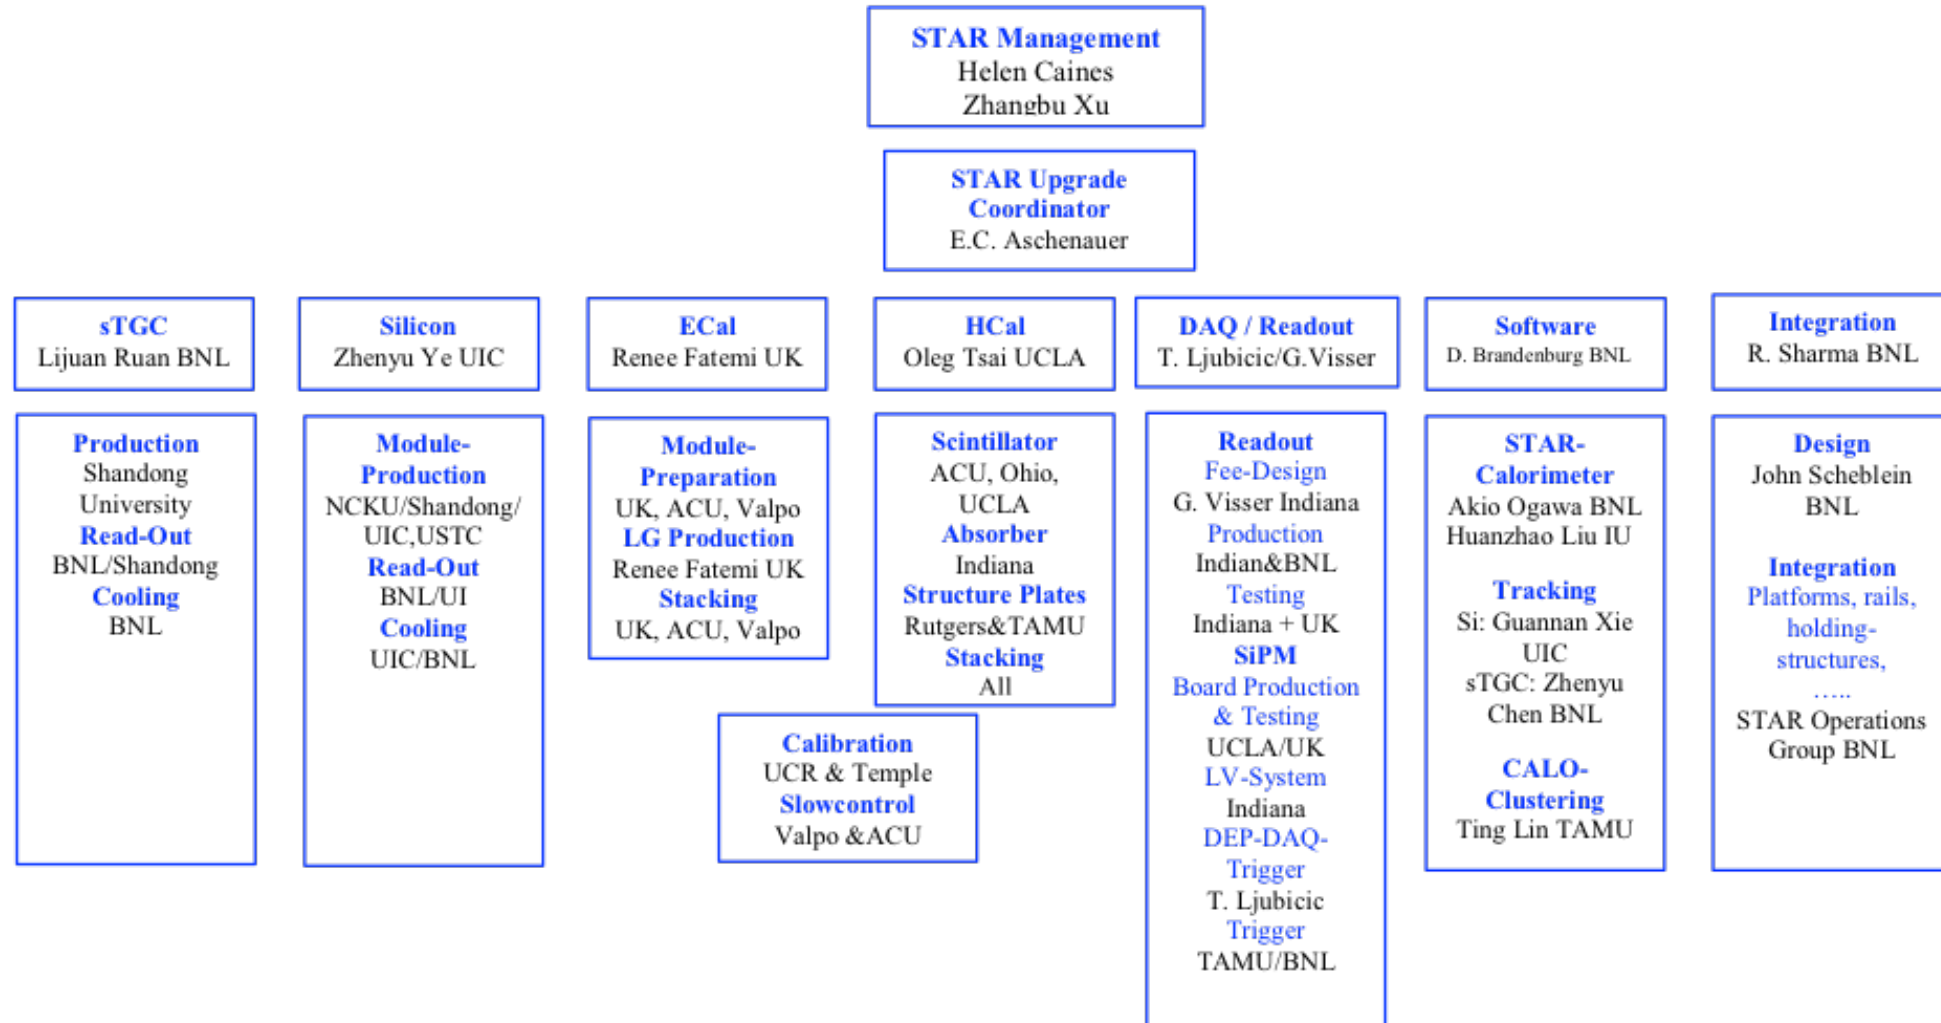 STAR Management
Helen Caines
Zhangbu Xu
STAR Upgrade
Coordinator
E.C. Aschenauer
sTGC
Lijuan Ruan BNL
Silicon
Zhenyu Ye UIC
ECal
Renee Fatemi UK
HCal
Oleg Tsai UCLA
DAQ / Readout
T. Ljubicic/G.Visser
Software
D. Brandenburg BNL
Integration
R. Sharma BNL
Production
Shandong
University
Read-Out
BNL/Shandong
Cooling
BNL
Module-
Production
NCKU/Shandong/
UIC,USTC
Read-Out
BNL/UI
Cooling
UIC/BNL
Module-
Preparation
UK, ACU, Valpo
LG Production
Renee Fatemi UK
Stacking
UK, ACU, Valpo
Scintillator
ACU, Ohio,
UCLA
Absorber
Indiana
Structure Plates
Rutgers&TAMU
Stacking
All
Calibration
UCR & Temple
Slowcontrol
Valpo &ACU
Readout
Fee-Design
G. Visser Indiana
Production
Indian&BNL
Testing
Indiana + UK
SiPM
Board Production
& Testing
UCLA/UK
LV-System
Indiana
DEP-DAQ-
Trigger
T. Ljubicic
Trigger
TAMU/BNL
STAR-
Calorimeter
Akio Ogawa BNL
Huanzhao Liu IU
Tracking
Si: Guannan Xie
UIC
sTGC: Zhenyu
Chen BNL
CALO-
Clustering
Ting Lin TAMU
Design
John Scheblein
BNL
Integration
Platforms, rails,
holding-
structures,
…..
STAR Operations
Group BNL